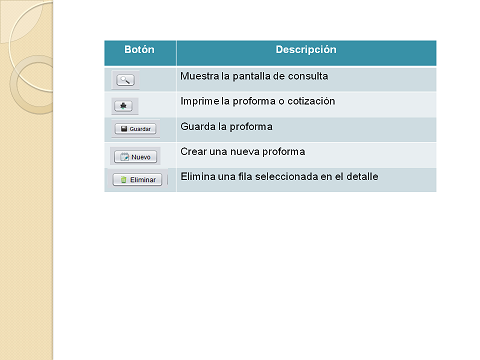 Botón Descripción
Muestra la pantalla de consulta
Imprime la proforma o cotización
Guardar Guarda la proforma
Nuevo Crear una nueva proforma
Eliminar Elimina una fila seleccionada en el detalle